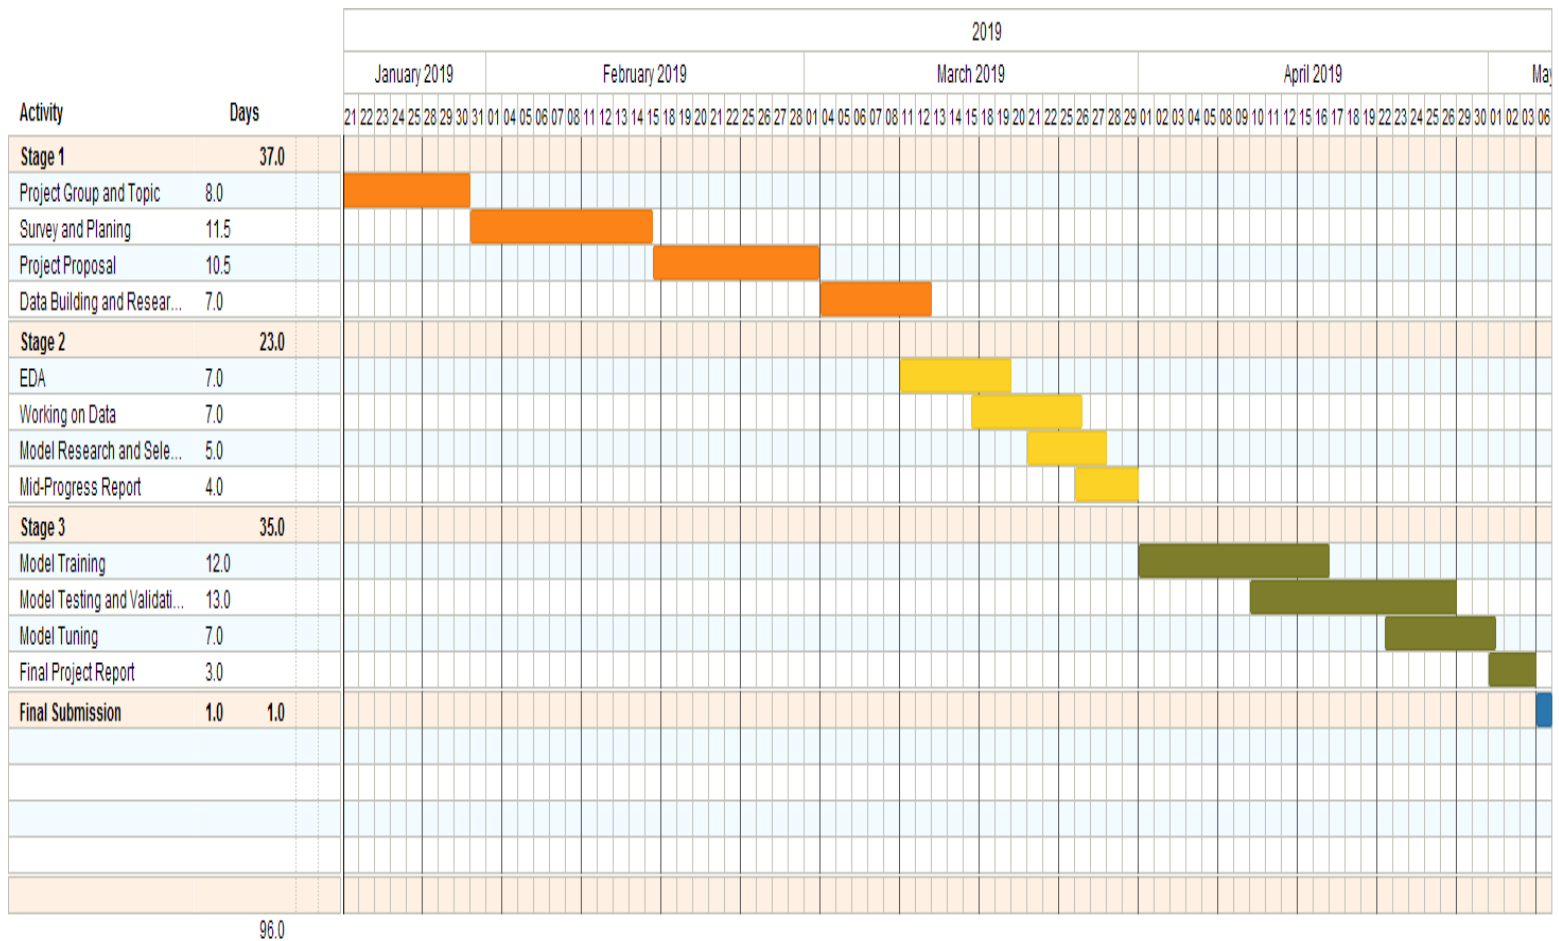 2019
January 2019 February 2019 March 2019 April 2019 May
Activity Days 21 22 23 24 25 28 29 30 31 01 04 05 06 07 08 11 12 13 14 15 18 19 20 21 22 25 26 27 28 01 04 05 06 07 08 11 12 13 14 15 18 19 20 21 22 25 26 27 28 29 01 02 03 04 05 08 09 10 11 12 15 16 17 18 19 22 23 24 25 26 29 30 01 02 03 06
Stage 1 37.0
Project Group and Topic 8.0
Survey and Planing 11.5
Project Proposal 10.5
Data Building and Resear... 7.0
Stage 2 23.0
EDA 7.0
Working on Data 7.0
Model Research and Sele... 5.0
Mid-Progress Report 4.0
Stage 3 35.0
Model Training 12.0
Model Testing and Validati... 13.0
Model Tuning 7.0
Final Project Report 3.0
Final Submission 1.0 1.0
96.0